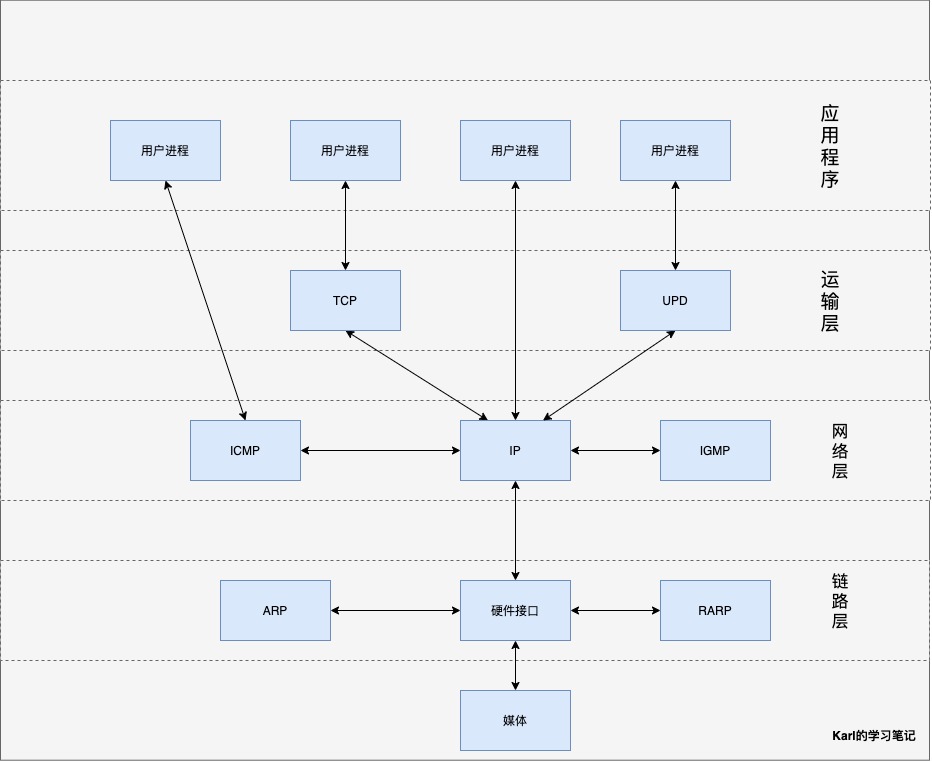 用户进程
用户进程
用户进程
用户进程
应用程序
TCP
UPD
运输层
ICMP
IP
IGMP
网络层
ARP
硬件接口
RARP
链路层
媒体
Karl的学习笔记